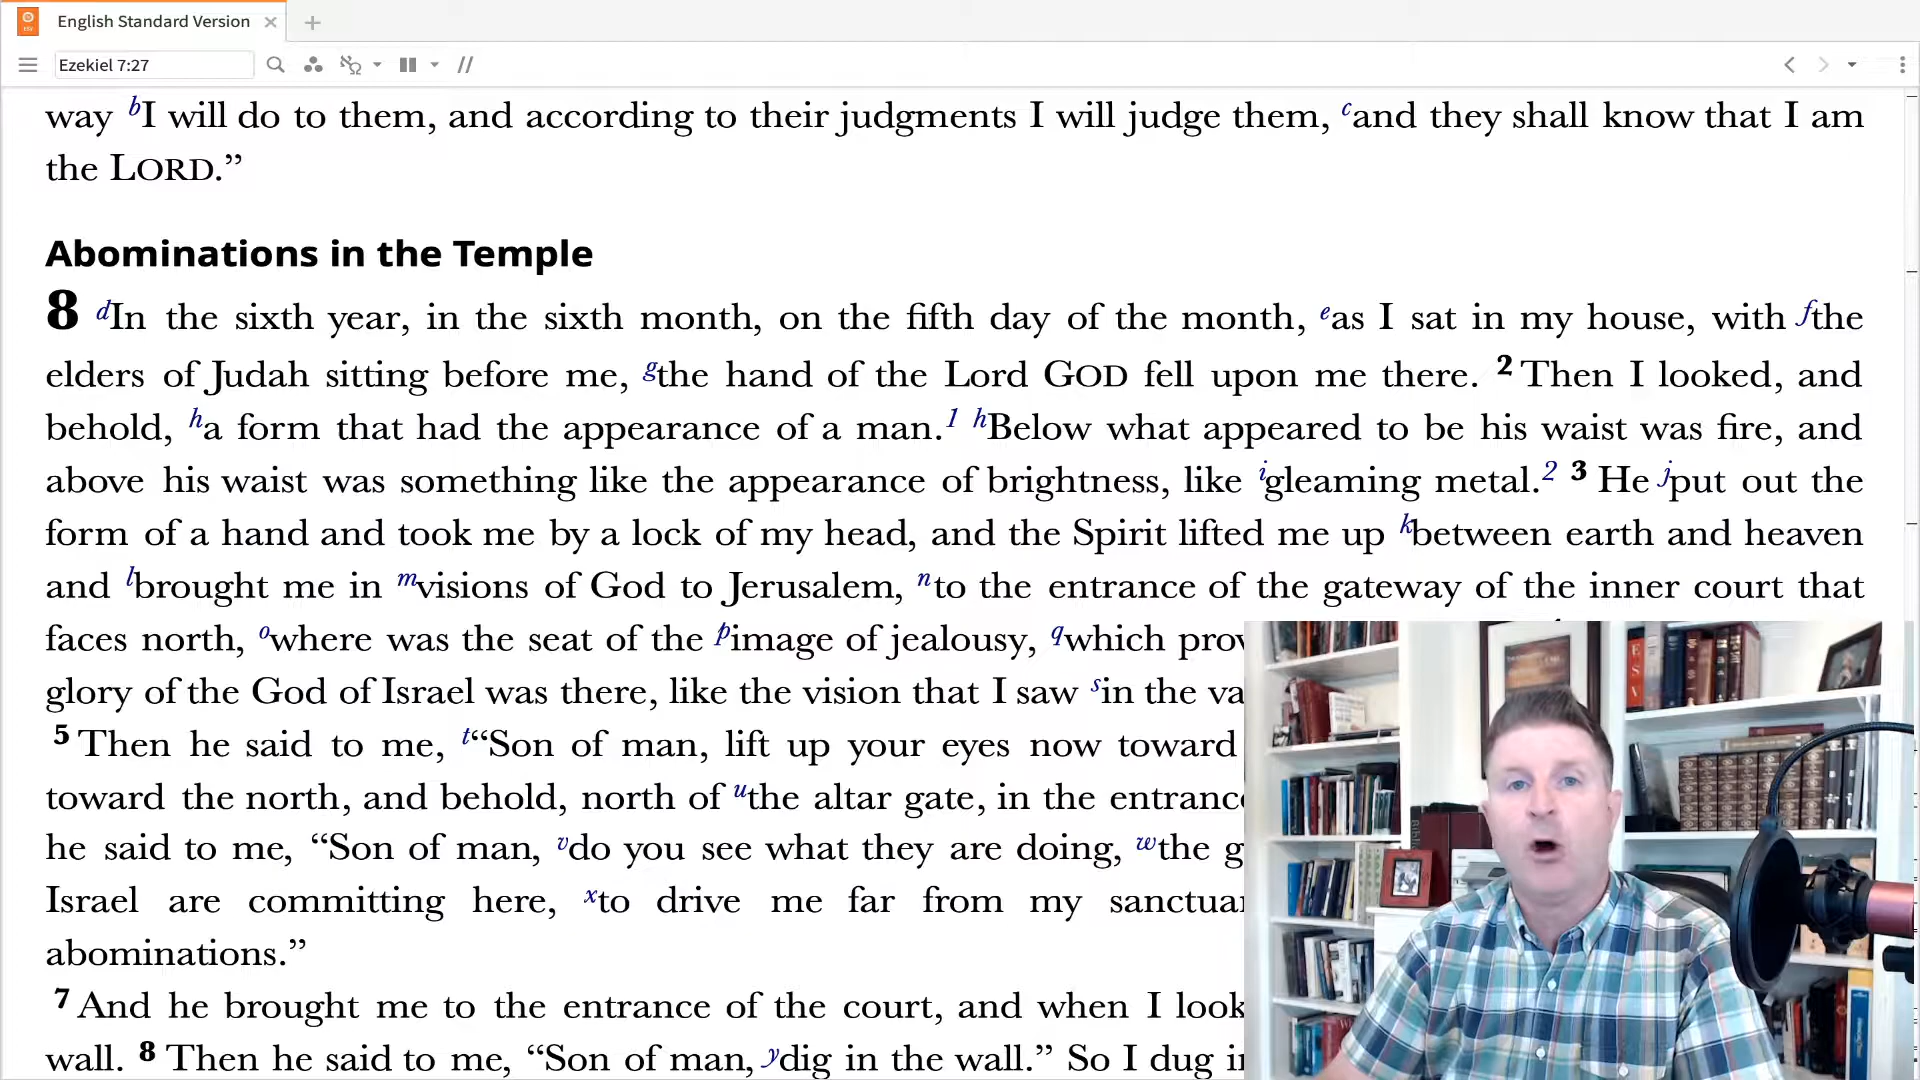 English Standard Version
Ezekiel 7:27
way bI will do to them, and according to their judgments I will judge them, cand they shall know that I am
the LORD.”
Abominations in the Temple
8 dIn the sixth year, in the sixth month, on the fifth day of the month, eas I sat in my house, with fthe
elders of Judah sitting before me, gthe hand of the Lord GOD fell upon me there. 2 Then I looked, and
behold, ha form that had the appearance of a man.1 hBelow what appeared to be his waist was fire, and
above his waist was something like the appearance of brightness, like igleaming metal.2 3 He jput out the
form of a hand and took me by a lock of my head, and the Spirit lifted me up kbetween earth and heaven
and lbrought me in mvisions of God to Jerusalem, nto the entrance of the gateway of the inner court that
faces north, owhere was the seat of the pimage of jealousy, qwhich prov
glory of the God of Israel was there, like the vision that I saw sin the va
5 Then he said to me, t“Son of man, lift up your eyes now toward
toward the north, and behold, north of uthe altar gate, in the entranc
he said to me, “Son of man, vdo you see what they are doing, wthe g
Israel are committing here, xto drive me far from my sanctuar
abominations.”
7 And he brought me to the entrance of the court, and when I look
wall. 8 Then he said to me, “Son of man, ydig in the wall.” So I dug in
ESV